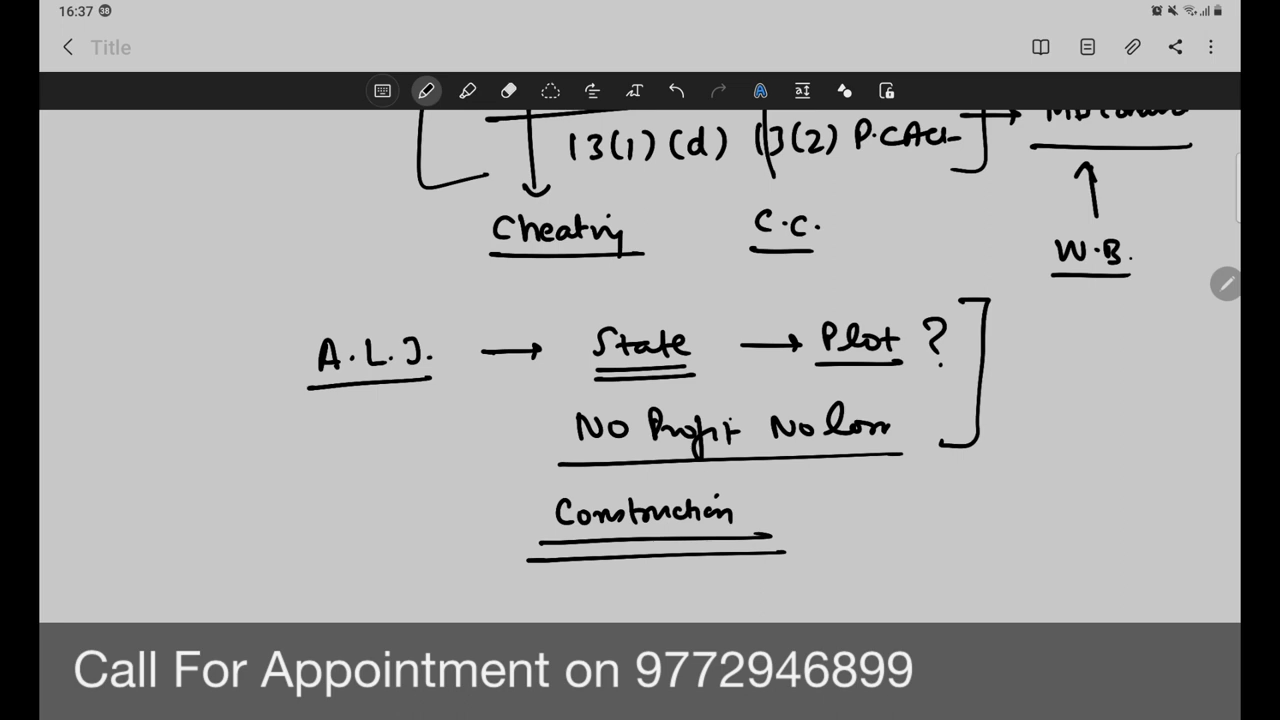 16:37 38
Title
13(1)(d) 13(2) P.C Act
Cheating C.C.
W.B.
A.L.J. → State → Plot ?
No Profit No loss
Construction
Call For Appointment on 9772946899